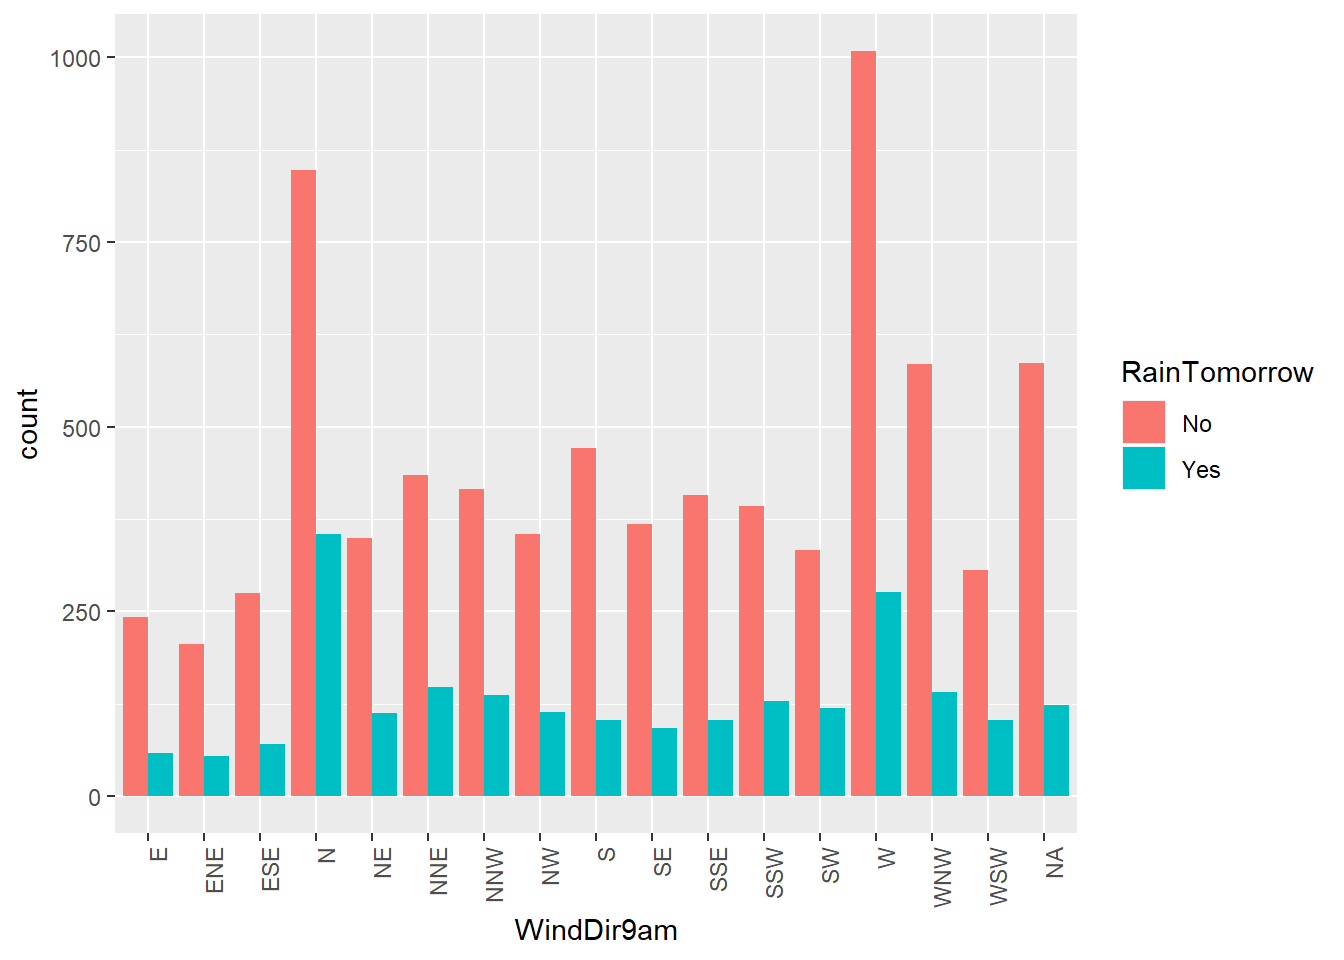 1000
750
500
250
0
count
E
ENE
ESE
N
NE
NNE
NNW
NW
S
SE
SSE
SSW
SW
W
WNW
WSW
NA
WindDir9am
RainTomorrow
No
Yes